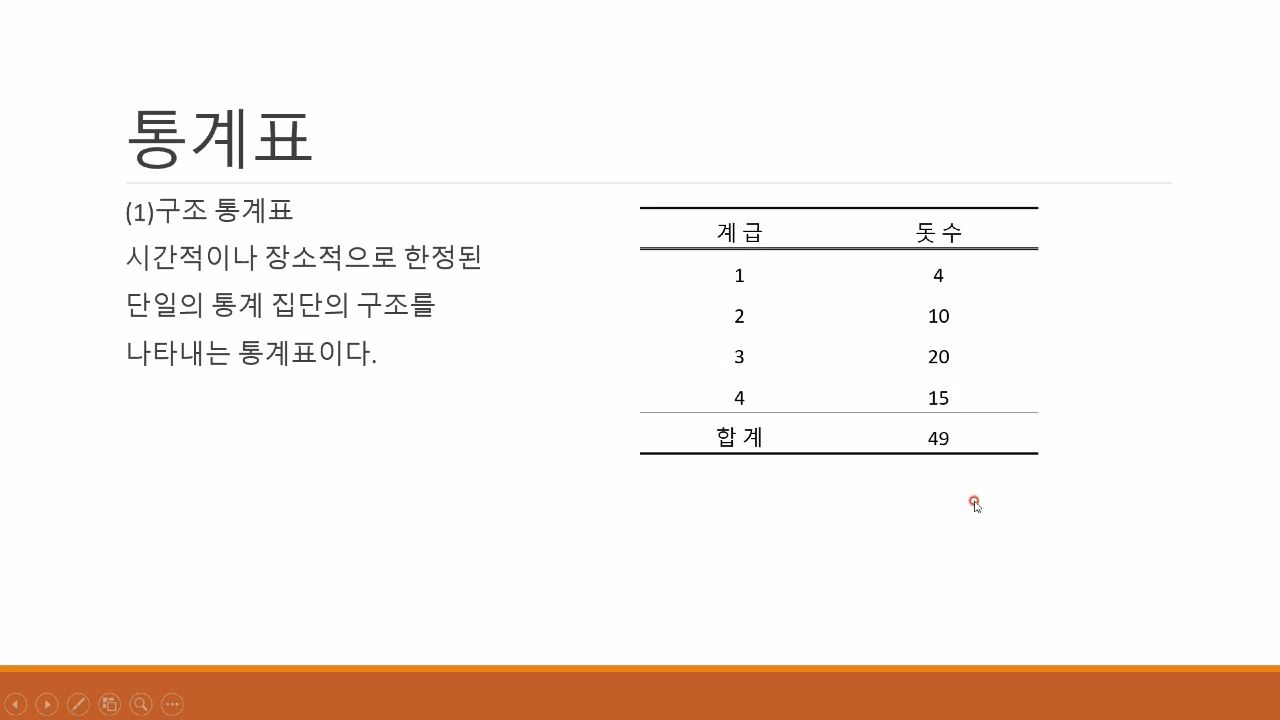 통계표
(1)구조 통계표
시간적이나 장소적으로 한정된
단일의 통계 집단의 구조를
나타내는 통계표이다.
계 급 돗 수
1 4
2 10
3 20
4 15
합 계 49